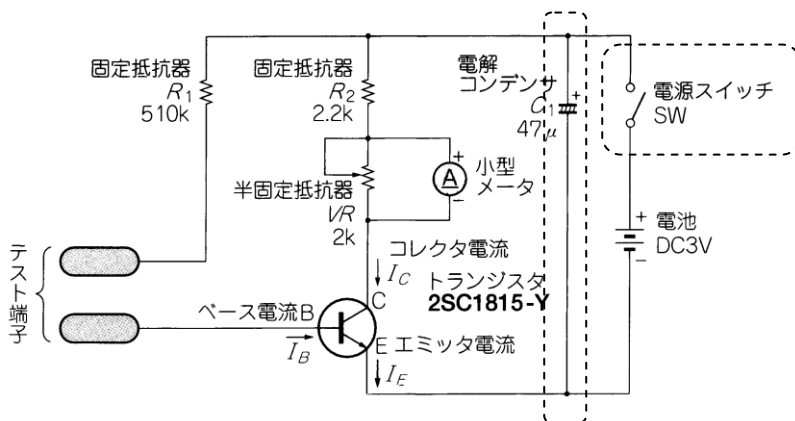 固定抵抗器
R1
510k
固定抵抗器
R2
2.2k
電解
コンデンサ
C1
47μ
+
電源スイッチ
SW
+
A
−
小型
メータ
半固定抵抗器
VR
2k
+
−
電池
DC3V
テスト端子
コレクタ電流
IC
C
トランジスタ
2SC1815-Y
ベース電流B
IB
E エミッタ電流
IE